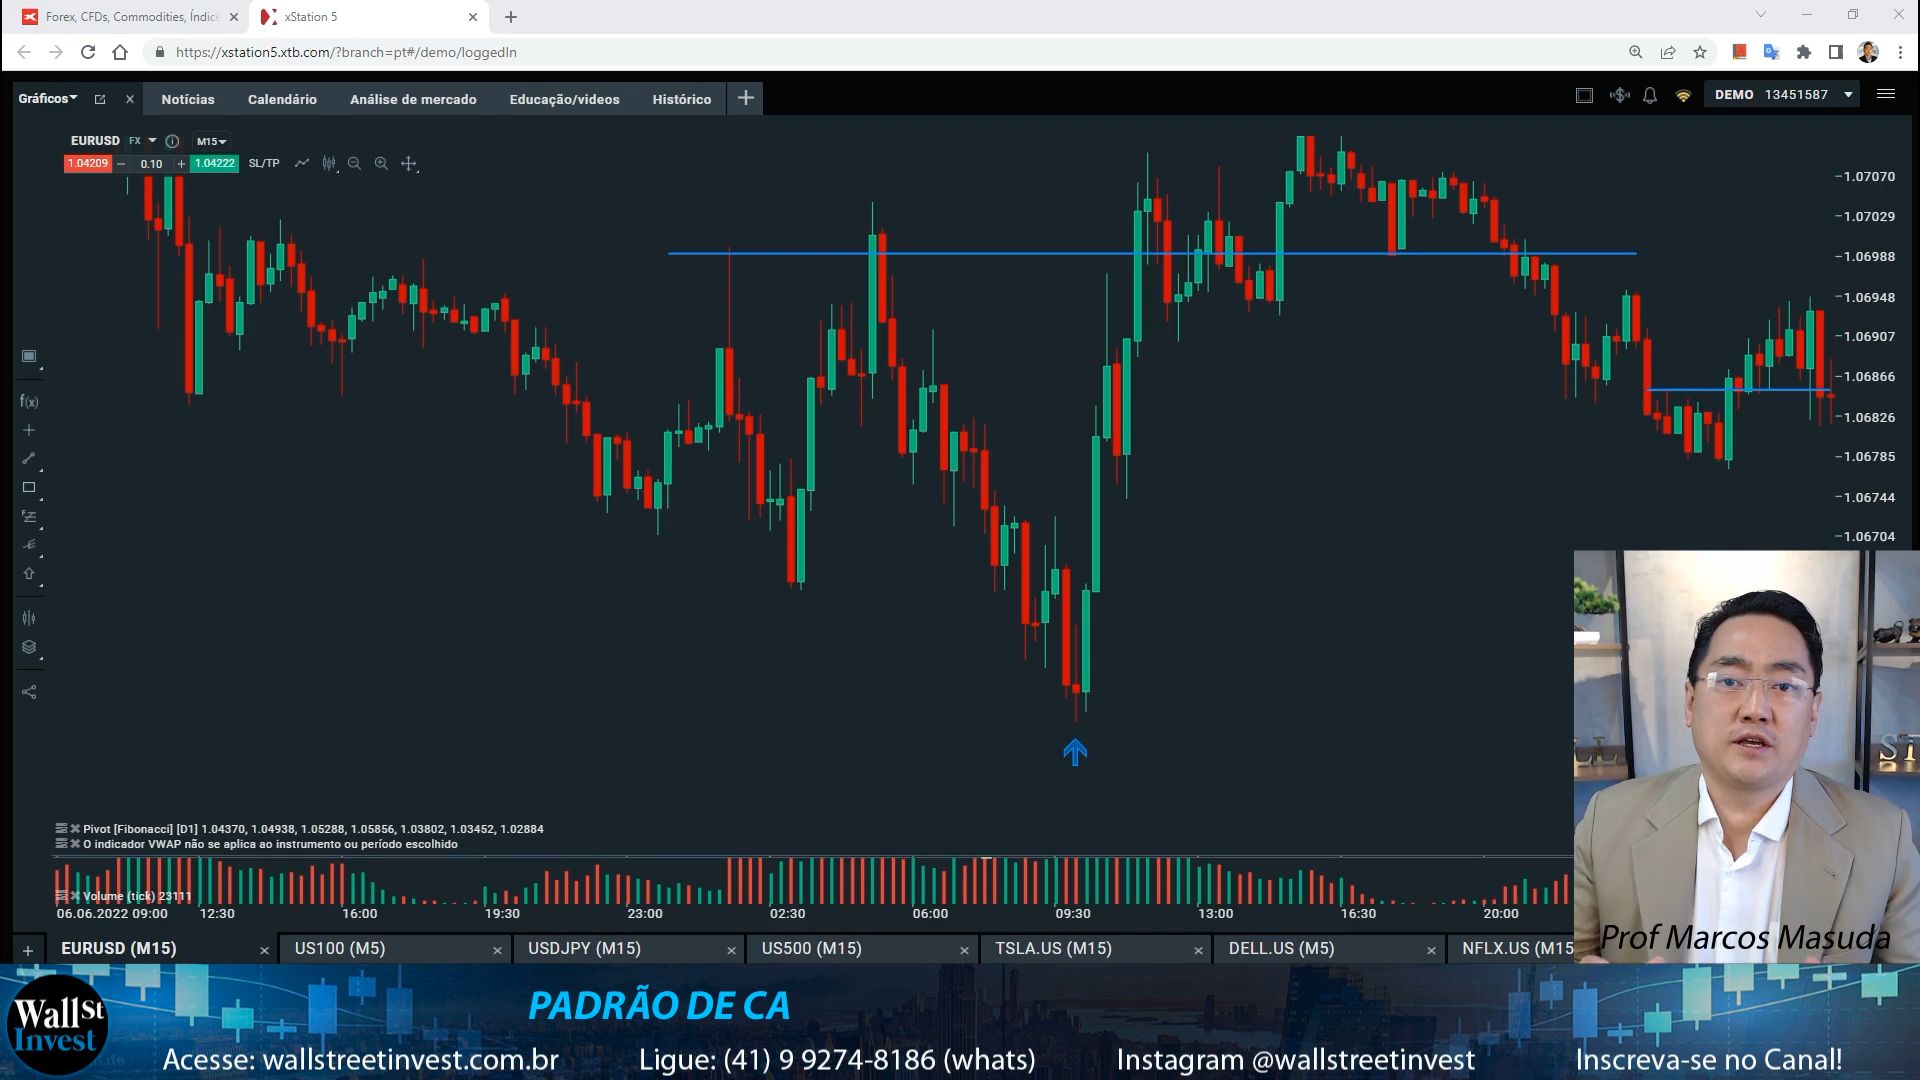 Forex, CFDs, Commodities, Índice
xStation 5
https://xstation5.xtb.com/?branch=pt#/demo/loggedIn
Gráficos
Notícias
Calendário
Análise de mercado
Educação/videos
Histórico
DEMO 13451587
EURUSD FX M15
1.04209 0.10 1.04222 SL/TP
1.07070
1.07029
1.06988
1.06948
1.06907
1.06866
1.06826
1.06785
1.06744
1.06704
f(x)
Pivot [Fibonacci] [D1] 1.04370, 1.04938, 1.05288, 1.05856, 1.03802, 1.03452, 1.02884
O indicador VWAP não se aplica ao instrumento ou período escolhido
Volume (tick) 23111
06.06.2022 09:00 12:30 16:00 19:30 23:00 02:30 06:00 09:30 13:00 16:30 20:00
EURUSD (M15)
US100 (M5)
USDJPY (M15)
US500 (M15)
TSLA.US (M15)
DELL.US (M5)
NFLX.US (M15
Prof Marcos Masuda
Wall St
Invest
PADRÃO DE CA
Acesse: wallstreetinvest.com.br
Ligue: (41) 9 9274-8186 (whats)
Instagram @wallstreetinvest
Inscreva-se no Canal!